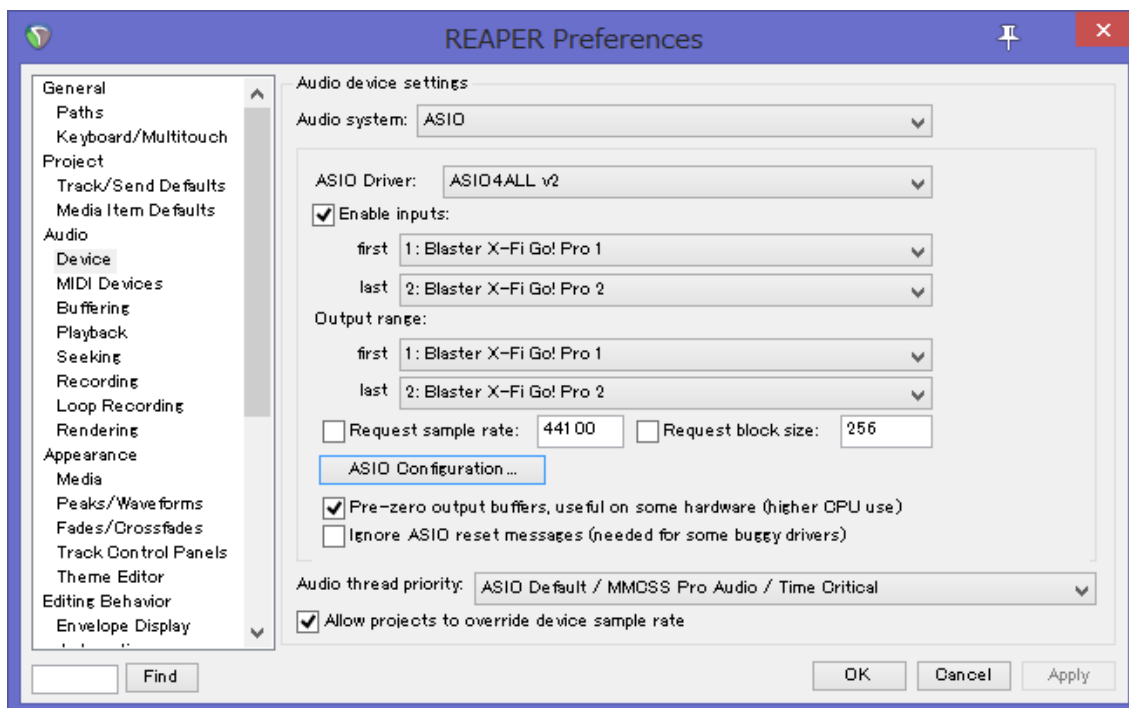 REAPER Preferences
General
Paths
Keyboard/Multitouch
Project
Track/Send Defaults
Media Item Defaults
Audio
Device
MIDI Devices
Buffering
Playback
Seeking
Recording
Loop Recording
Rendering
Appearance
Media
Peaks/Waveforms
Fades/Crossfades
Track Control Panels
Theme Editor
Editing Behavior
Envelope Display
Find
Audio device settings
Audio system: ASIO
ASIO Driver: ASIO4ALL v2
Enable inputs:
first 1: Blaster X-Fi Go! Pro 1
last 2: Blaster X-Fi Go! Pro 2
Output range:
first 1: Blaster X-Fi Go! Pro 1
last 2: Blaster X-Fi Go! Pro 2
Request sample rate: 44100 Request block size: 256
ASIO Configuration...
Pre-zero output buffers, useful on some hardware (higher CPU use)
Ignore ASIO reset messages (needed for some buggy drivers)
Audio thread priority: ASIO Default / MMCSS Pro Audio / Time Critical
Allow projects to override device sample rate
OK Cancel Apply